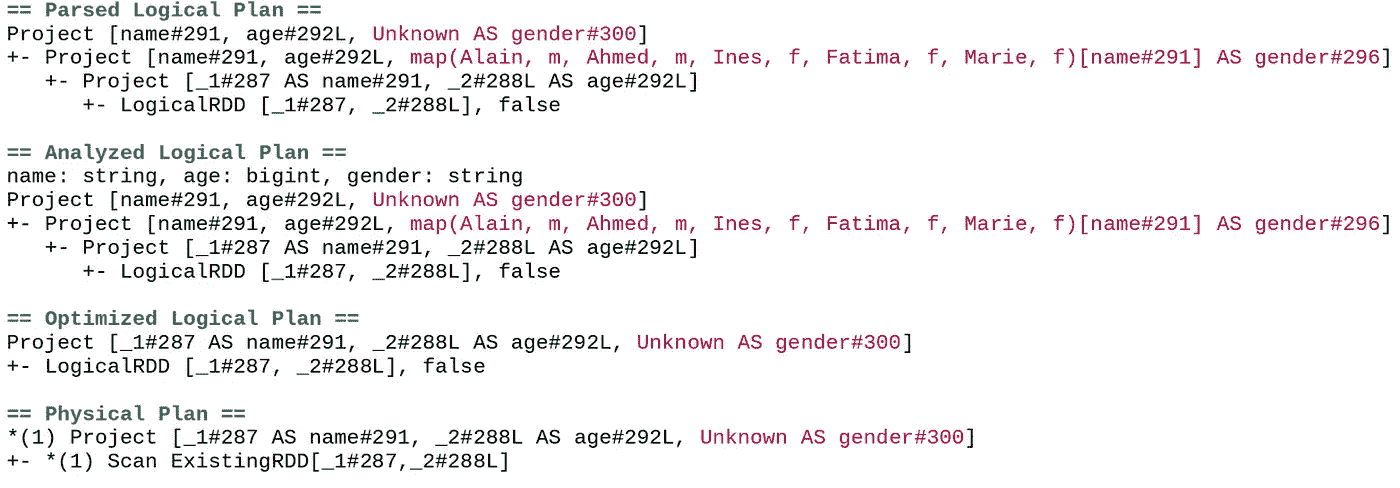 == Parsed Logical Plan ==
Project [name#291, age#292L, Unknown AS gender#300]
+- Project [name#291, age#292L, map(Alain, m, Ahmed, m, Ines, f, Fatima, f, Marie, f)[name#291] AS gender#296]
   +- Project [_1#287 AS name#291, _2#288L AS age#292L]
      +- LogicalRDD [_1#287, _2#288L], false

== Analyzed Logical Plan ==
name: string, age: bigint, gender: string
Project [name#291, age#292L, Unknown AS gender#300]
+- Project [name#291, age#292L, map(Alain, m, Ahmed, m, Ines, f, Fatima, f, Marie, f)[name#291] AS gender#296]
   +- Project [_1#287 AS name#291, _2#288L AS age#292L]
      +- LogicalRDD [_1#287, _2#288L], false

== Optimized Logical Plan ==
Project [_1#287 AS name#291, _2#288L AS age#292L, Unknown AS gender#300]
+- LogicalRDD [_1#287, _2#288L], false

== Physical Plan ==
*(1) Project [_1#287 AS name#291, _2#288L AS age#292L, Unknown AS gender#300]
+- *(1) Scan ExistingRDD[_1#287,_2#288L]